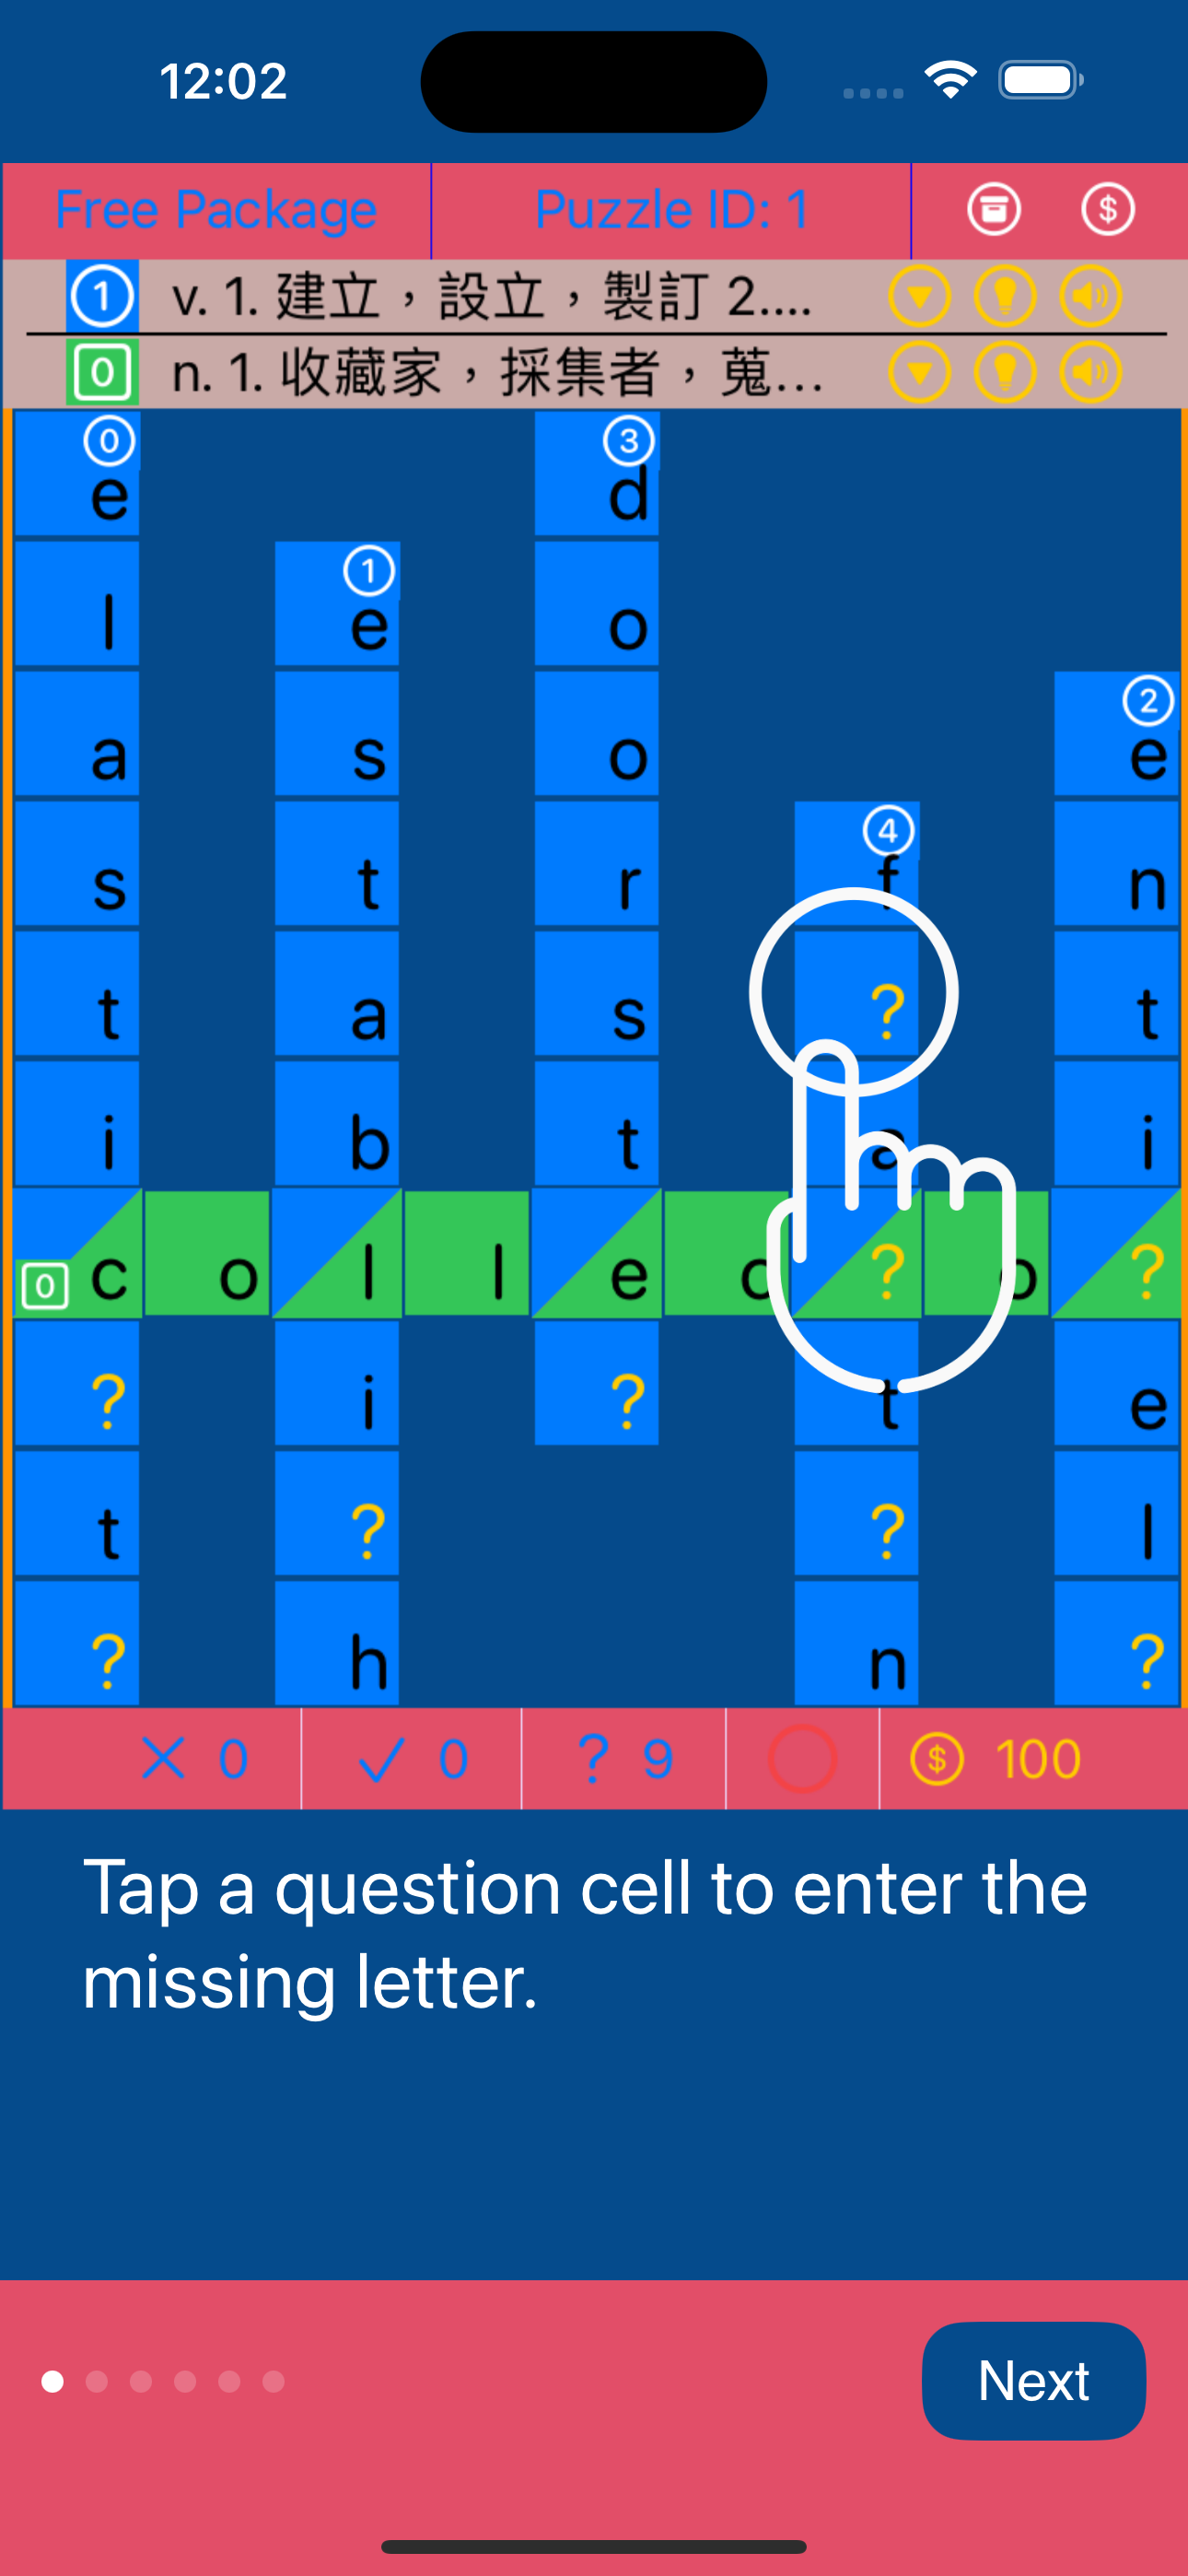 12:02
Free Package Puzzle ID: 1 $
1 v. 1. 建立，設立，製訂 2....
0 n. 1. 收藏家，採集者，蒐...
0 3
e d
1
l e o
2
a s o e
4
s t r f n
t a s ? t
i b t a i
0 c o l l e c ? o ?
? i ? t e
t ? ? l
? h n ?
0 0 ? 9 $ 100
Tap a question cell to enter the
missing letter.
Next